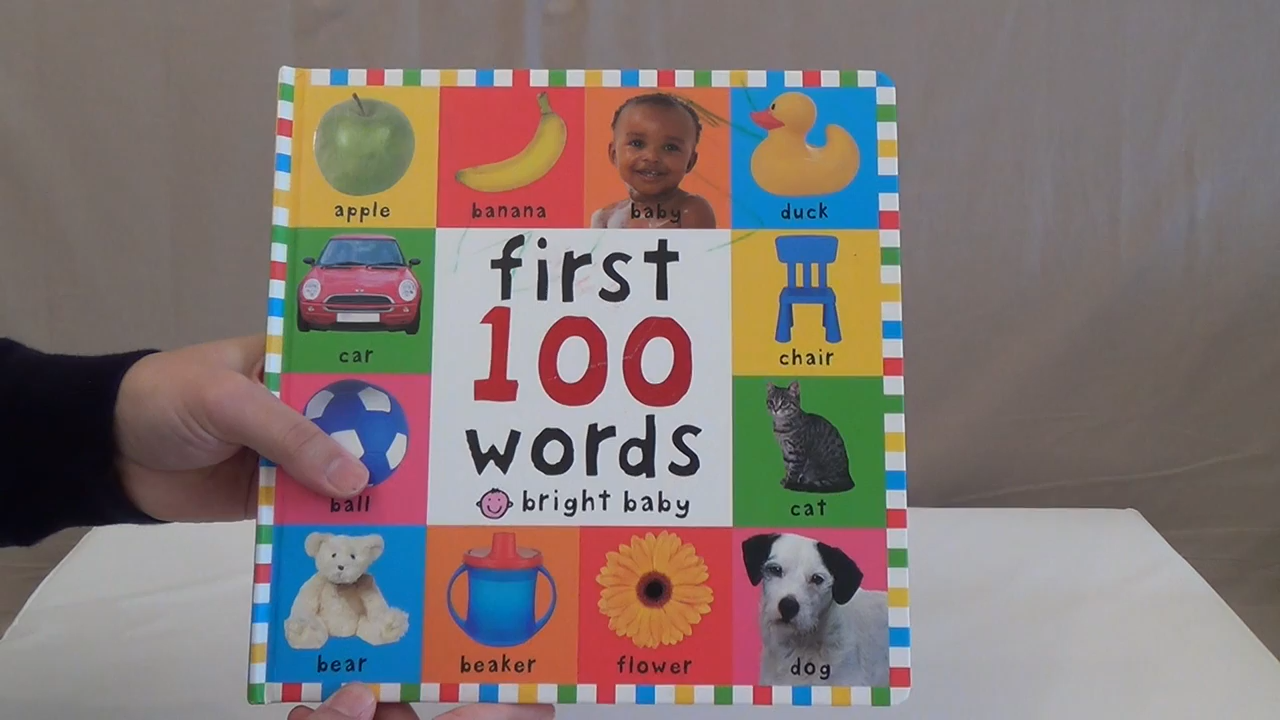 apple
banana
baby
duck
first
100
words
bright baby
car
chair
ball
cat
bear
beaker
flower
dog